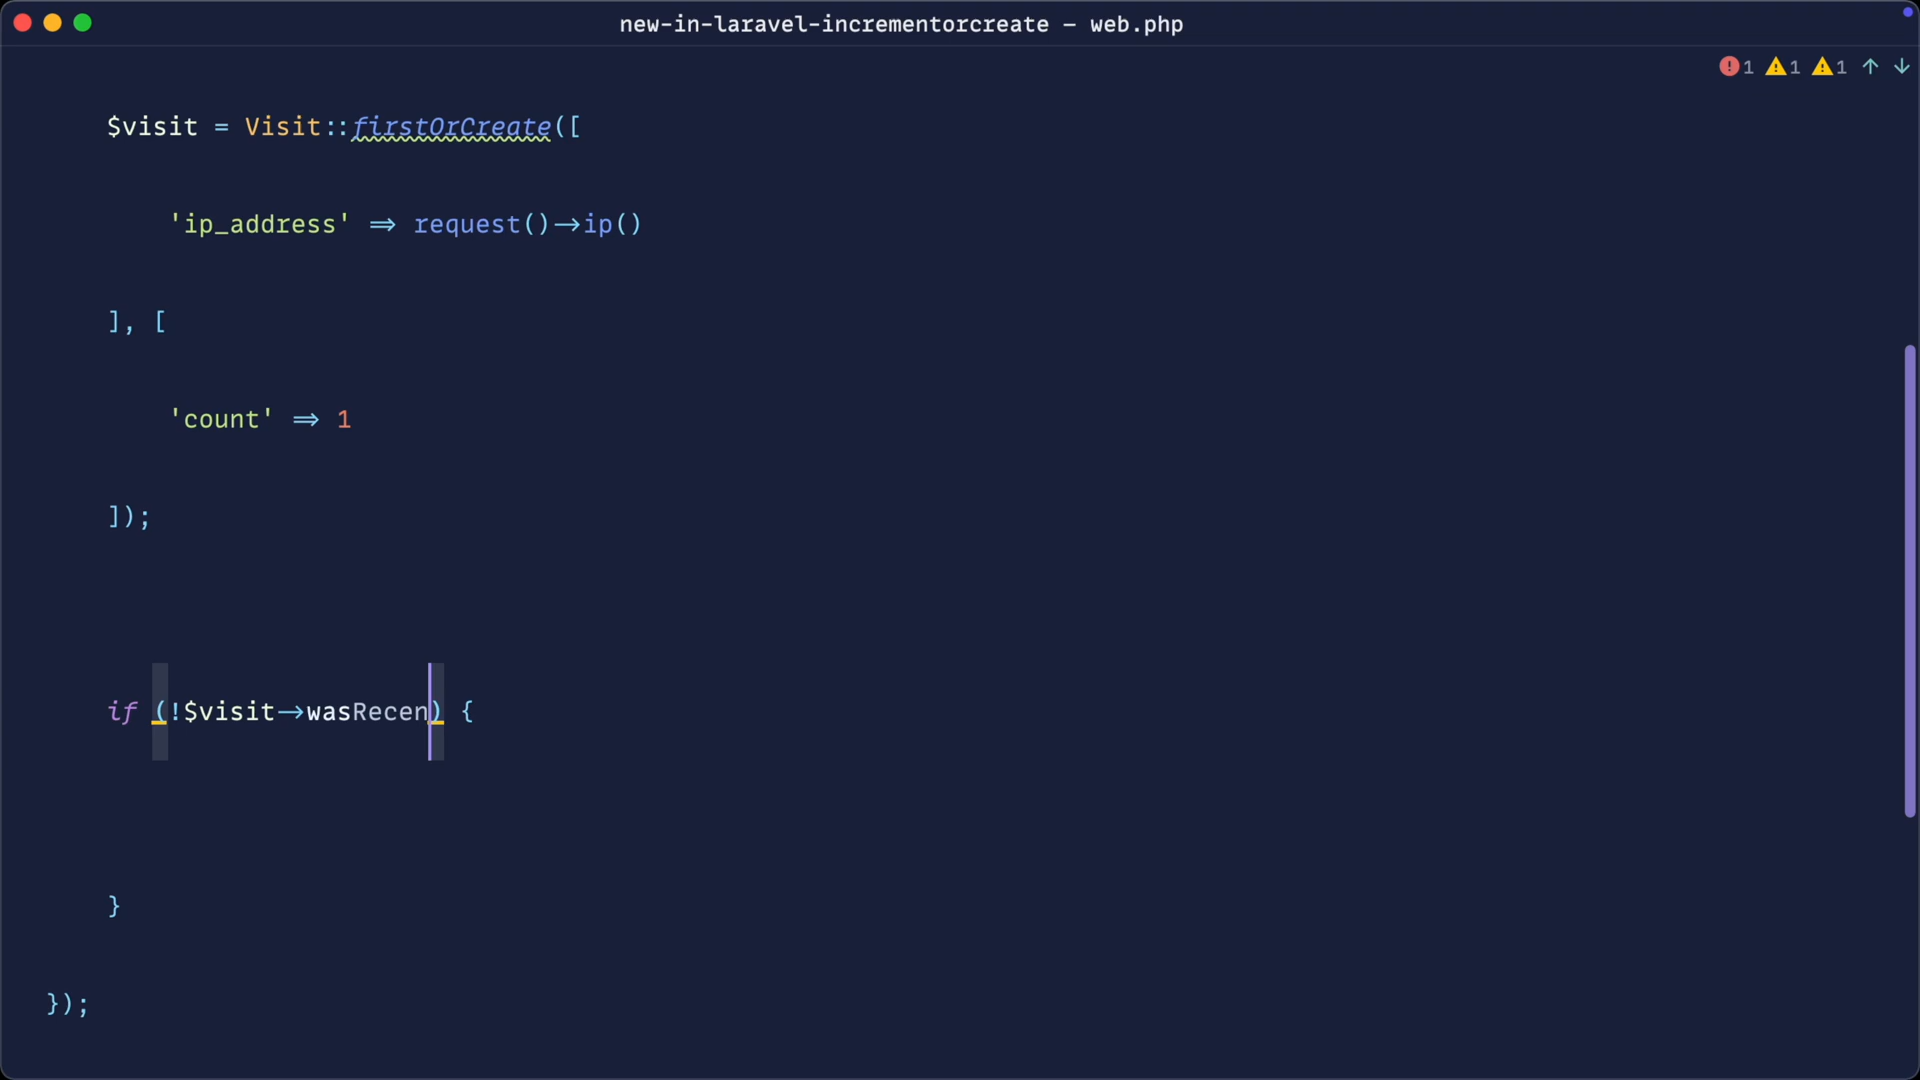 new-in-laravel-incrementorcreate – web.php
1 1 1
$visit = Visit::firstOrCreate([
'ip_address' => request()->ip()
], [
'count' => 1
]);
if (!$visit->wasRecen) {
}
});